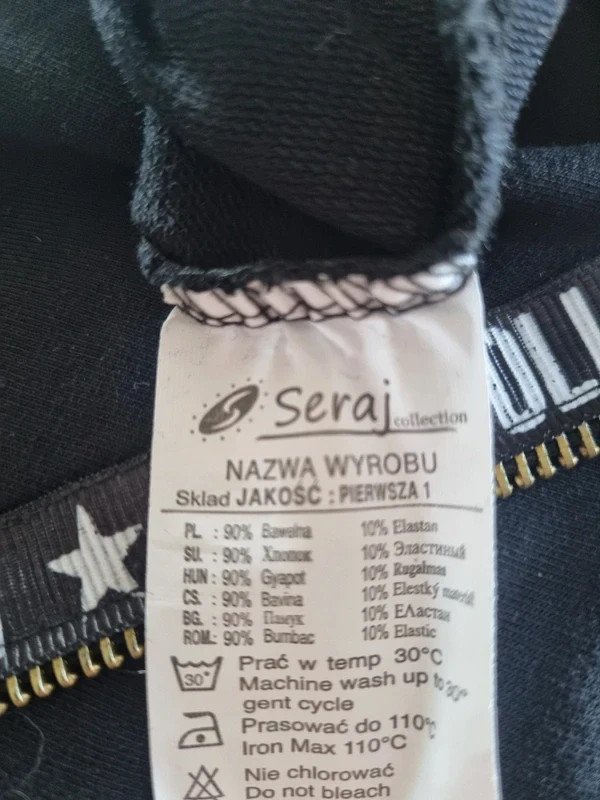 Seraj collection
NAZWA WYROBU
Sklad JAKOŚĆ : PIERWSZA 1
PL : 90% Bawełna 10% Elastan
SU. : 90% Хлопок 10% Эластичный
HUN : 90% Gyapot 10% Rugalmas
CS. : 90% Bavina 10% Elestký
BG. : 90% Памук 10% ЕЛастан
ROM.: 90% Bumbac 10% Elastic
30° Prać w temp 30°C
Machine wash up to 30°
gent cycle
Prasować do 110°
Iron Max 110°C
Nie chlorować
Do not bleach